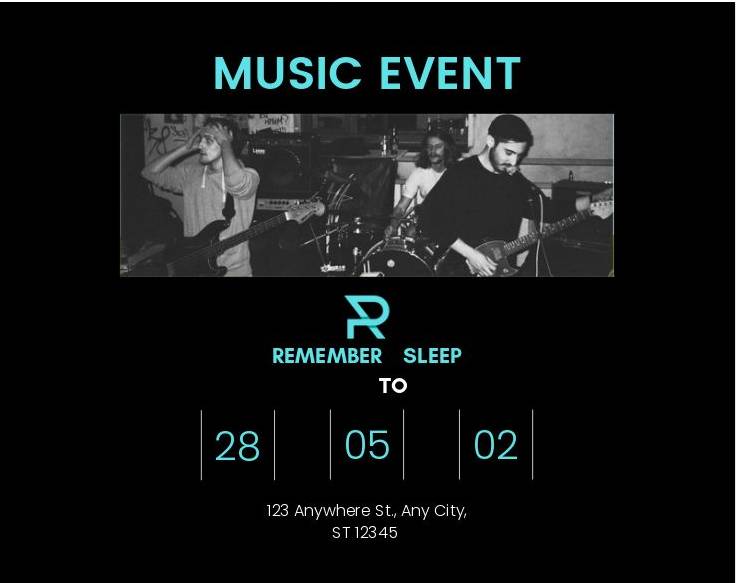 MUSIC EVENT
REMEMBER SLEEP
TO
28 05 02
123 Anywhere St., Any City,
ST 12345